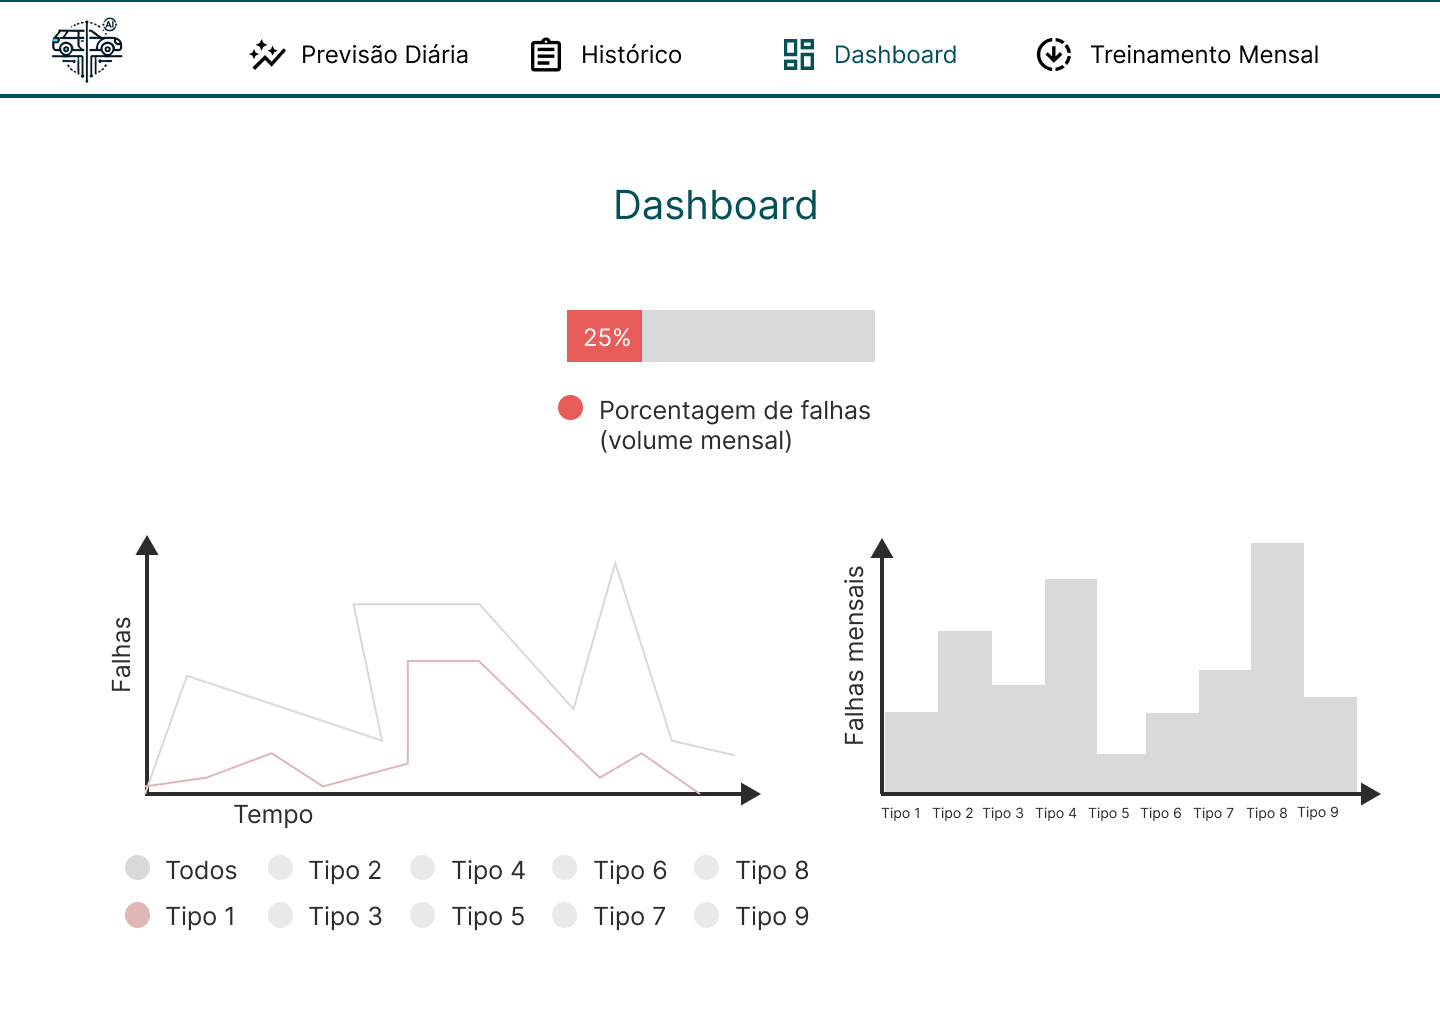 AI
Previsão Diária
Histórico
Dashboard
Treinamento Mensal
Dashboard
25%
Porcentagem de falhas
(volume mensal)
Falhas
Tempo
Todos
Tipo 2
Tipo 4
Tipo 6
Tipo 8
Tipo 1
Tipo 3
Tipo 5
Tipo 7
Tipo 9
Falhas mensais
Tipo 1
Tipo 2
Tipo 3
Tipo 4
Tipo 5
Tipo 6
Tipo 7
Tipo 8
Tipo 9